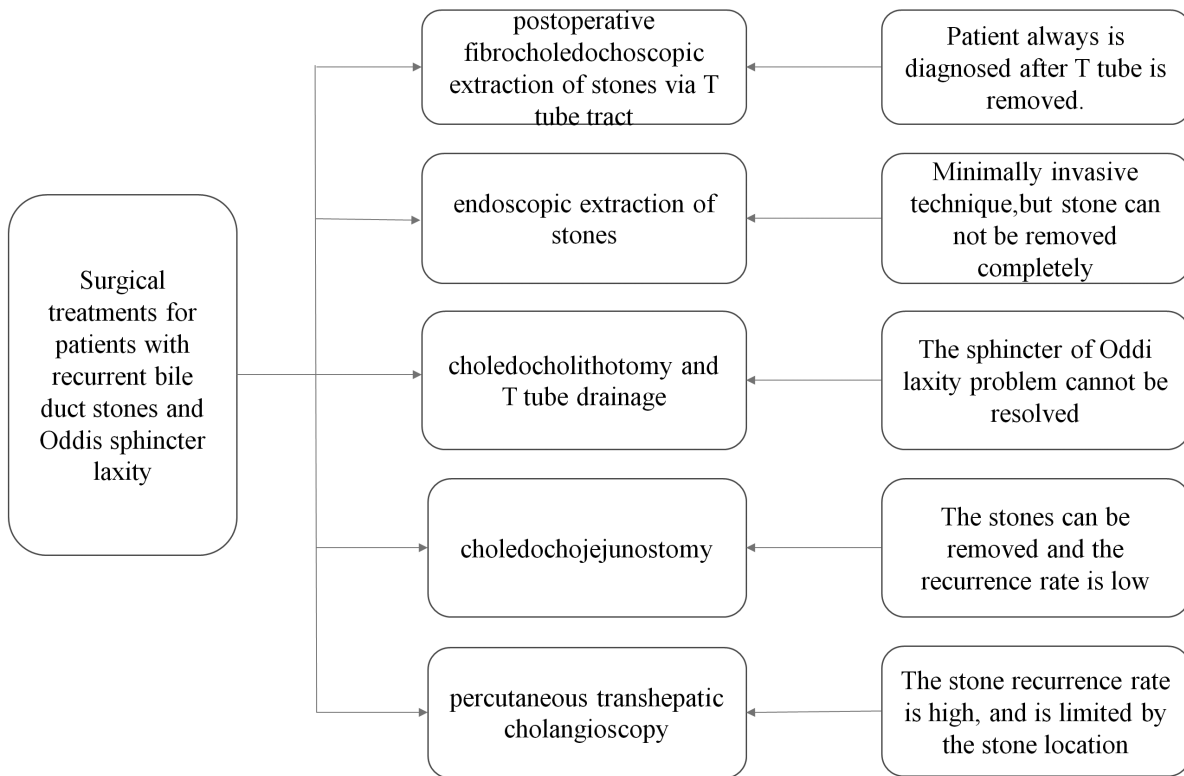 Surgical
treatments for
patients with
recurrent bile
duct stones and
Oddis sphincter
laxity
postoperative
fibrocholedochoscopic
extraction of stones via T
tube tract
Patient always is
diagnosed after T tube is
removed.
endoscopic extraction of
stones
Minimally invasive
technique,but stone can
not be removed
completely
choledocholithotomy and
T tube drainage
The sphincter of Oddi
laxity problem cannot be
resolved
choledochojejunostomy
The stones can be
removed and the
recurrence rate is low
percutaneous transhepatic
cholangioscopy
The stone recurrence rate
is high, and is limited by
the stone location